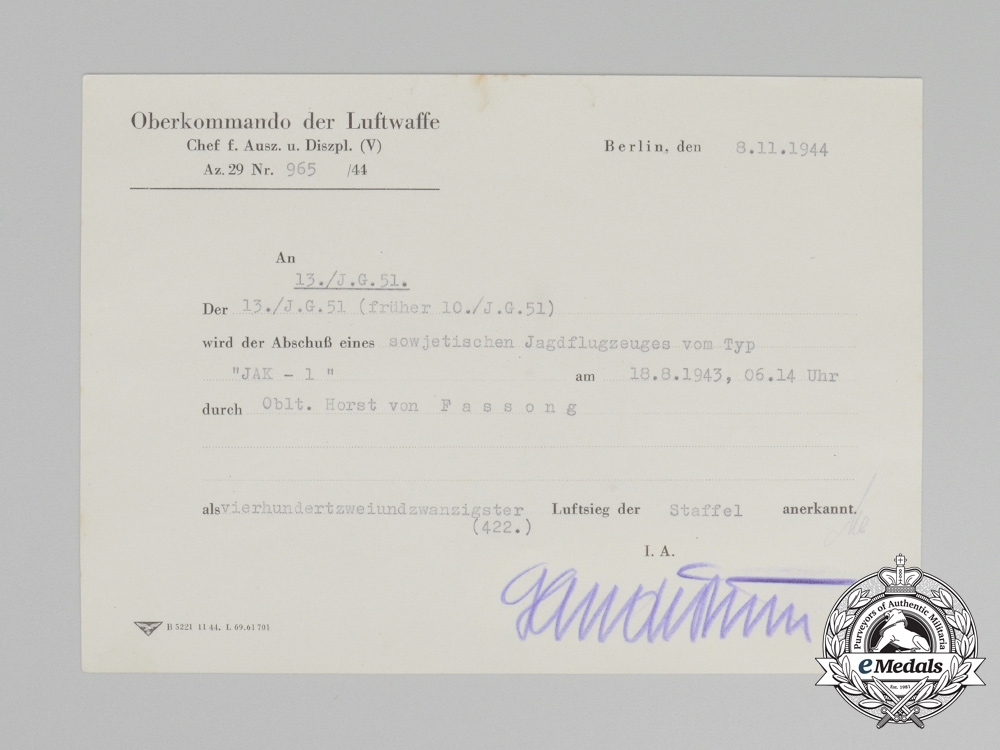 Oberkommando der Luftwaffe
Chef f. Ausz. u. Diszpl. (V)
Az. 29 Nr. 965 /44
Berlin, den 8.11.1944
An
13./J.G.51.
Der 13./J.G.51 (früher 10./J.G.51)
wird der Abschuß eines sowjetischen Jagdflugzeuges vom Typ
"JAK - 1 " am 18.8.1943, 06.14 Uhr
durch Oblt. Horst von F a s s o n g
als vierhundertzweiundzwanzigster Luftsieg der Staffel anerkannt.
(422.)
I. A.
B 5221 11 44. L 69.61 701
Purveyors of Authentic Militaria
eMedals
Est. 1985